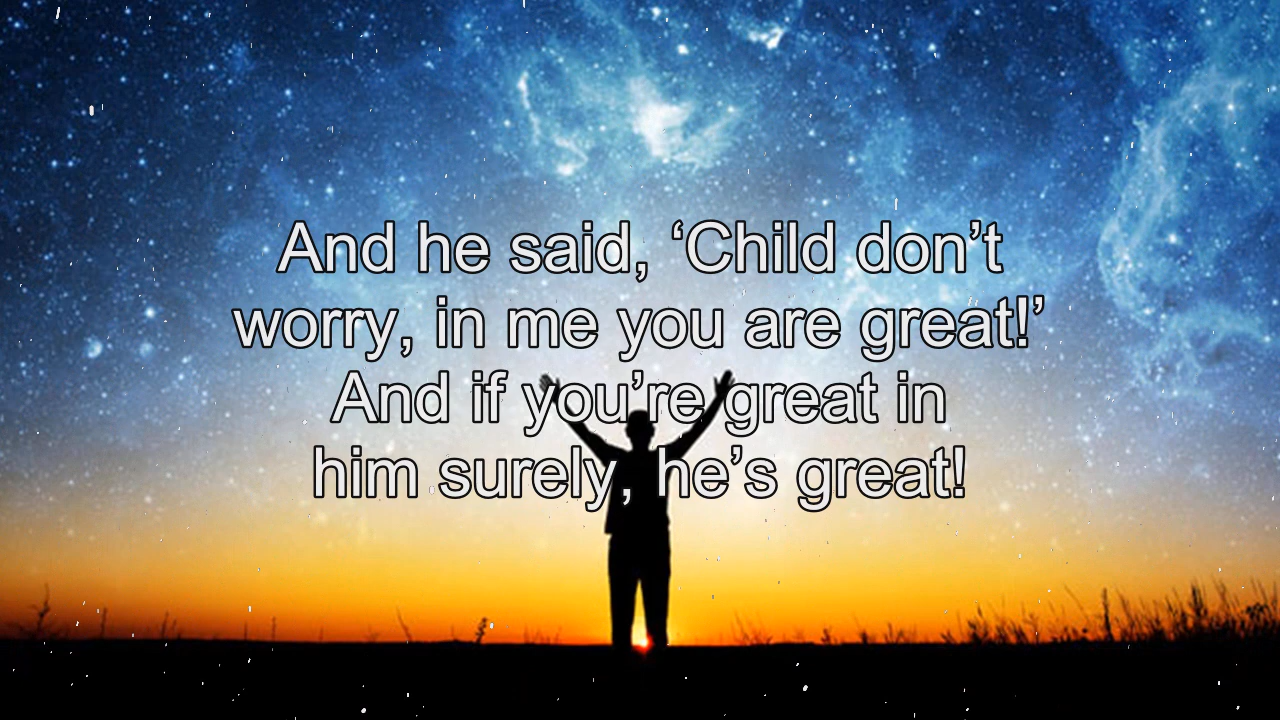 And he said, ‘Child don’t
worry, in me you are great!’
And if you’re great in
him surely, he’s great!